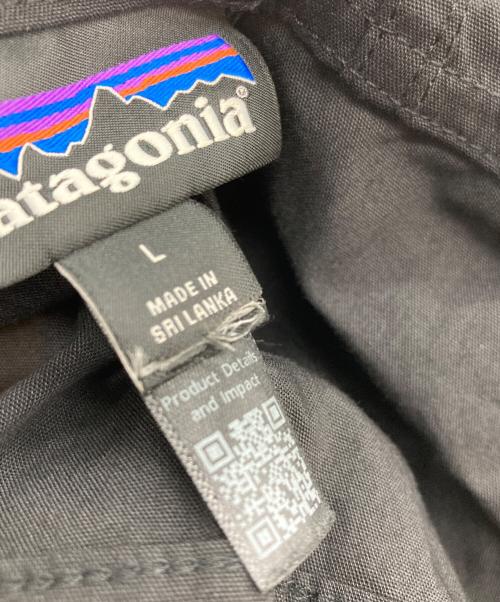 patagonia®
L
MADE IN
SRI LANKA
Product Details
and Impact